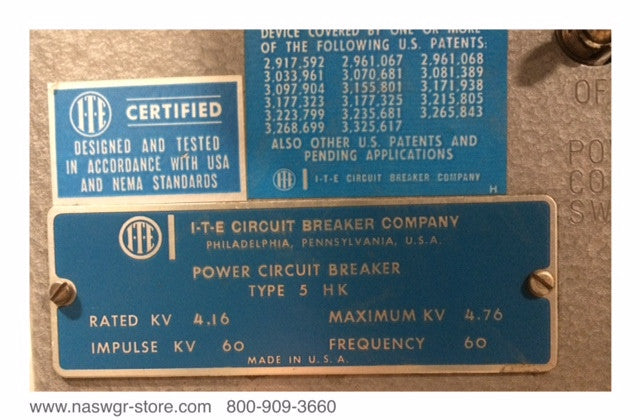 DEVICE COVERED BY ONE OR MORE
OF THE FOLLOWING U.S. PATENTS:
2,917,592 2,961,067 2,961,068
3,033,961 3,070,681 3,081,389
3,097,904 3,155,801 3,171,938
3,177,323 3,177,325 3,215,805
3,223,799 3,235,681 3,265,843
3,268,699 3,325,617
ALSO OTHER U.S. PATENTS AND
PENDING APPLICATIONS
I-T-E I-T-E CIRCUIT BREAKER COMPANY
H
I-T-E CERTIFIED
DESIGNED AND TESTED
IN ACCORDANCE WITH USA
AND NEMA STANDARDS
OF
PO
CO
SW
I-T-E I-T-E CIRCUIT BREAKER COMPANY
PHILADELPHIA, PENNSYLVANIA, U.S.A.
POWER CIRCUIT BREAKER
TYPE 5 HK
RATED KV 4.16 MAXIMUM KV 4.76
IMPULSE KV 60 FREQUENCY 60
MADE IN U.S.A.
www.naswgr-store.com 800-909-3660